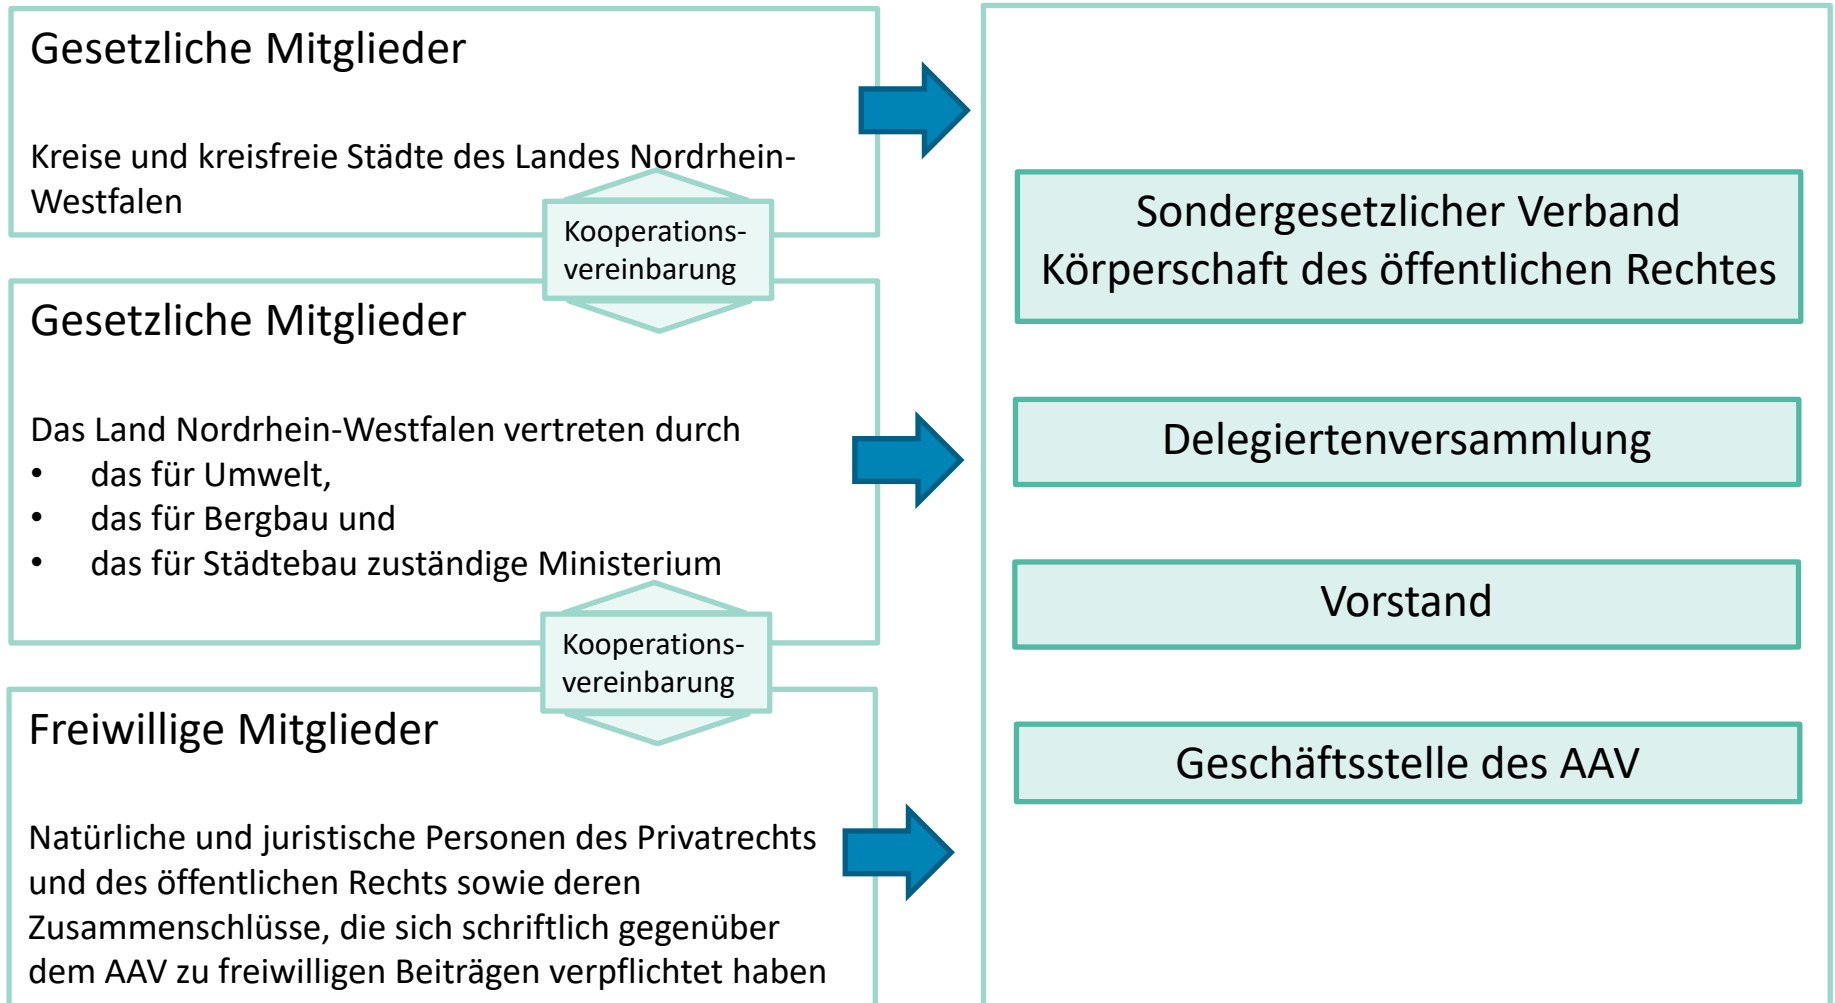 Gesetzliche Mitglieder
Kreise und kreisfreie Städte des Landes Nordrhein-
Westfalen
Kooperations-
vereinbarung
Gesetzliche Mitglieder
Das Land Nordrhein-Westfalen vertreten durch
• das für Umwelt,
• das für Bergbau und
• das für Städtebau zuständige Ministerium
Kooperations-
vereinbarung
Freiwillige Mitglieder
Natürliche und juristische Personen des Privatrechts
und des öffentlichen Rechts sowie deren
Zusammenschlüsse, die sich schriftlich gegenüber
dem AAV zu freiwilligen Beiträgen verpflichtet haben
Sondergesetzlicher Verband
Körperschaft des öffentlichen Rechtes
Delegiertenversammlung
Vorstand
Geschäftsstelle des AAV